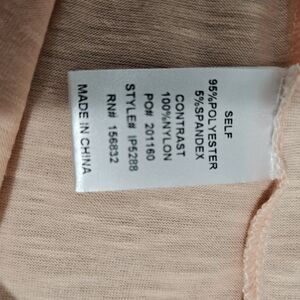 SELF
95%POLYESTER
5%SPANDEX
CONTRAST
100%NYLON
PO# 201160
STYLE# IP5288
RN# 156832
MADE IN CHINA